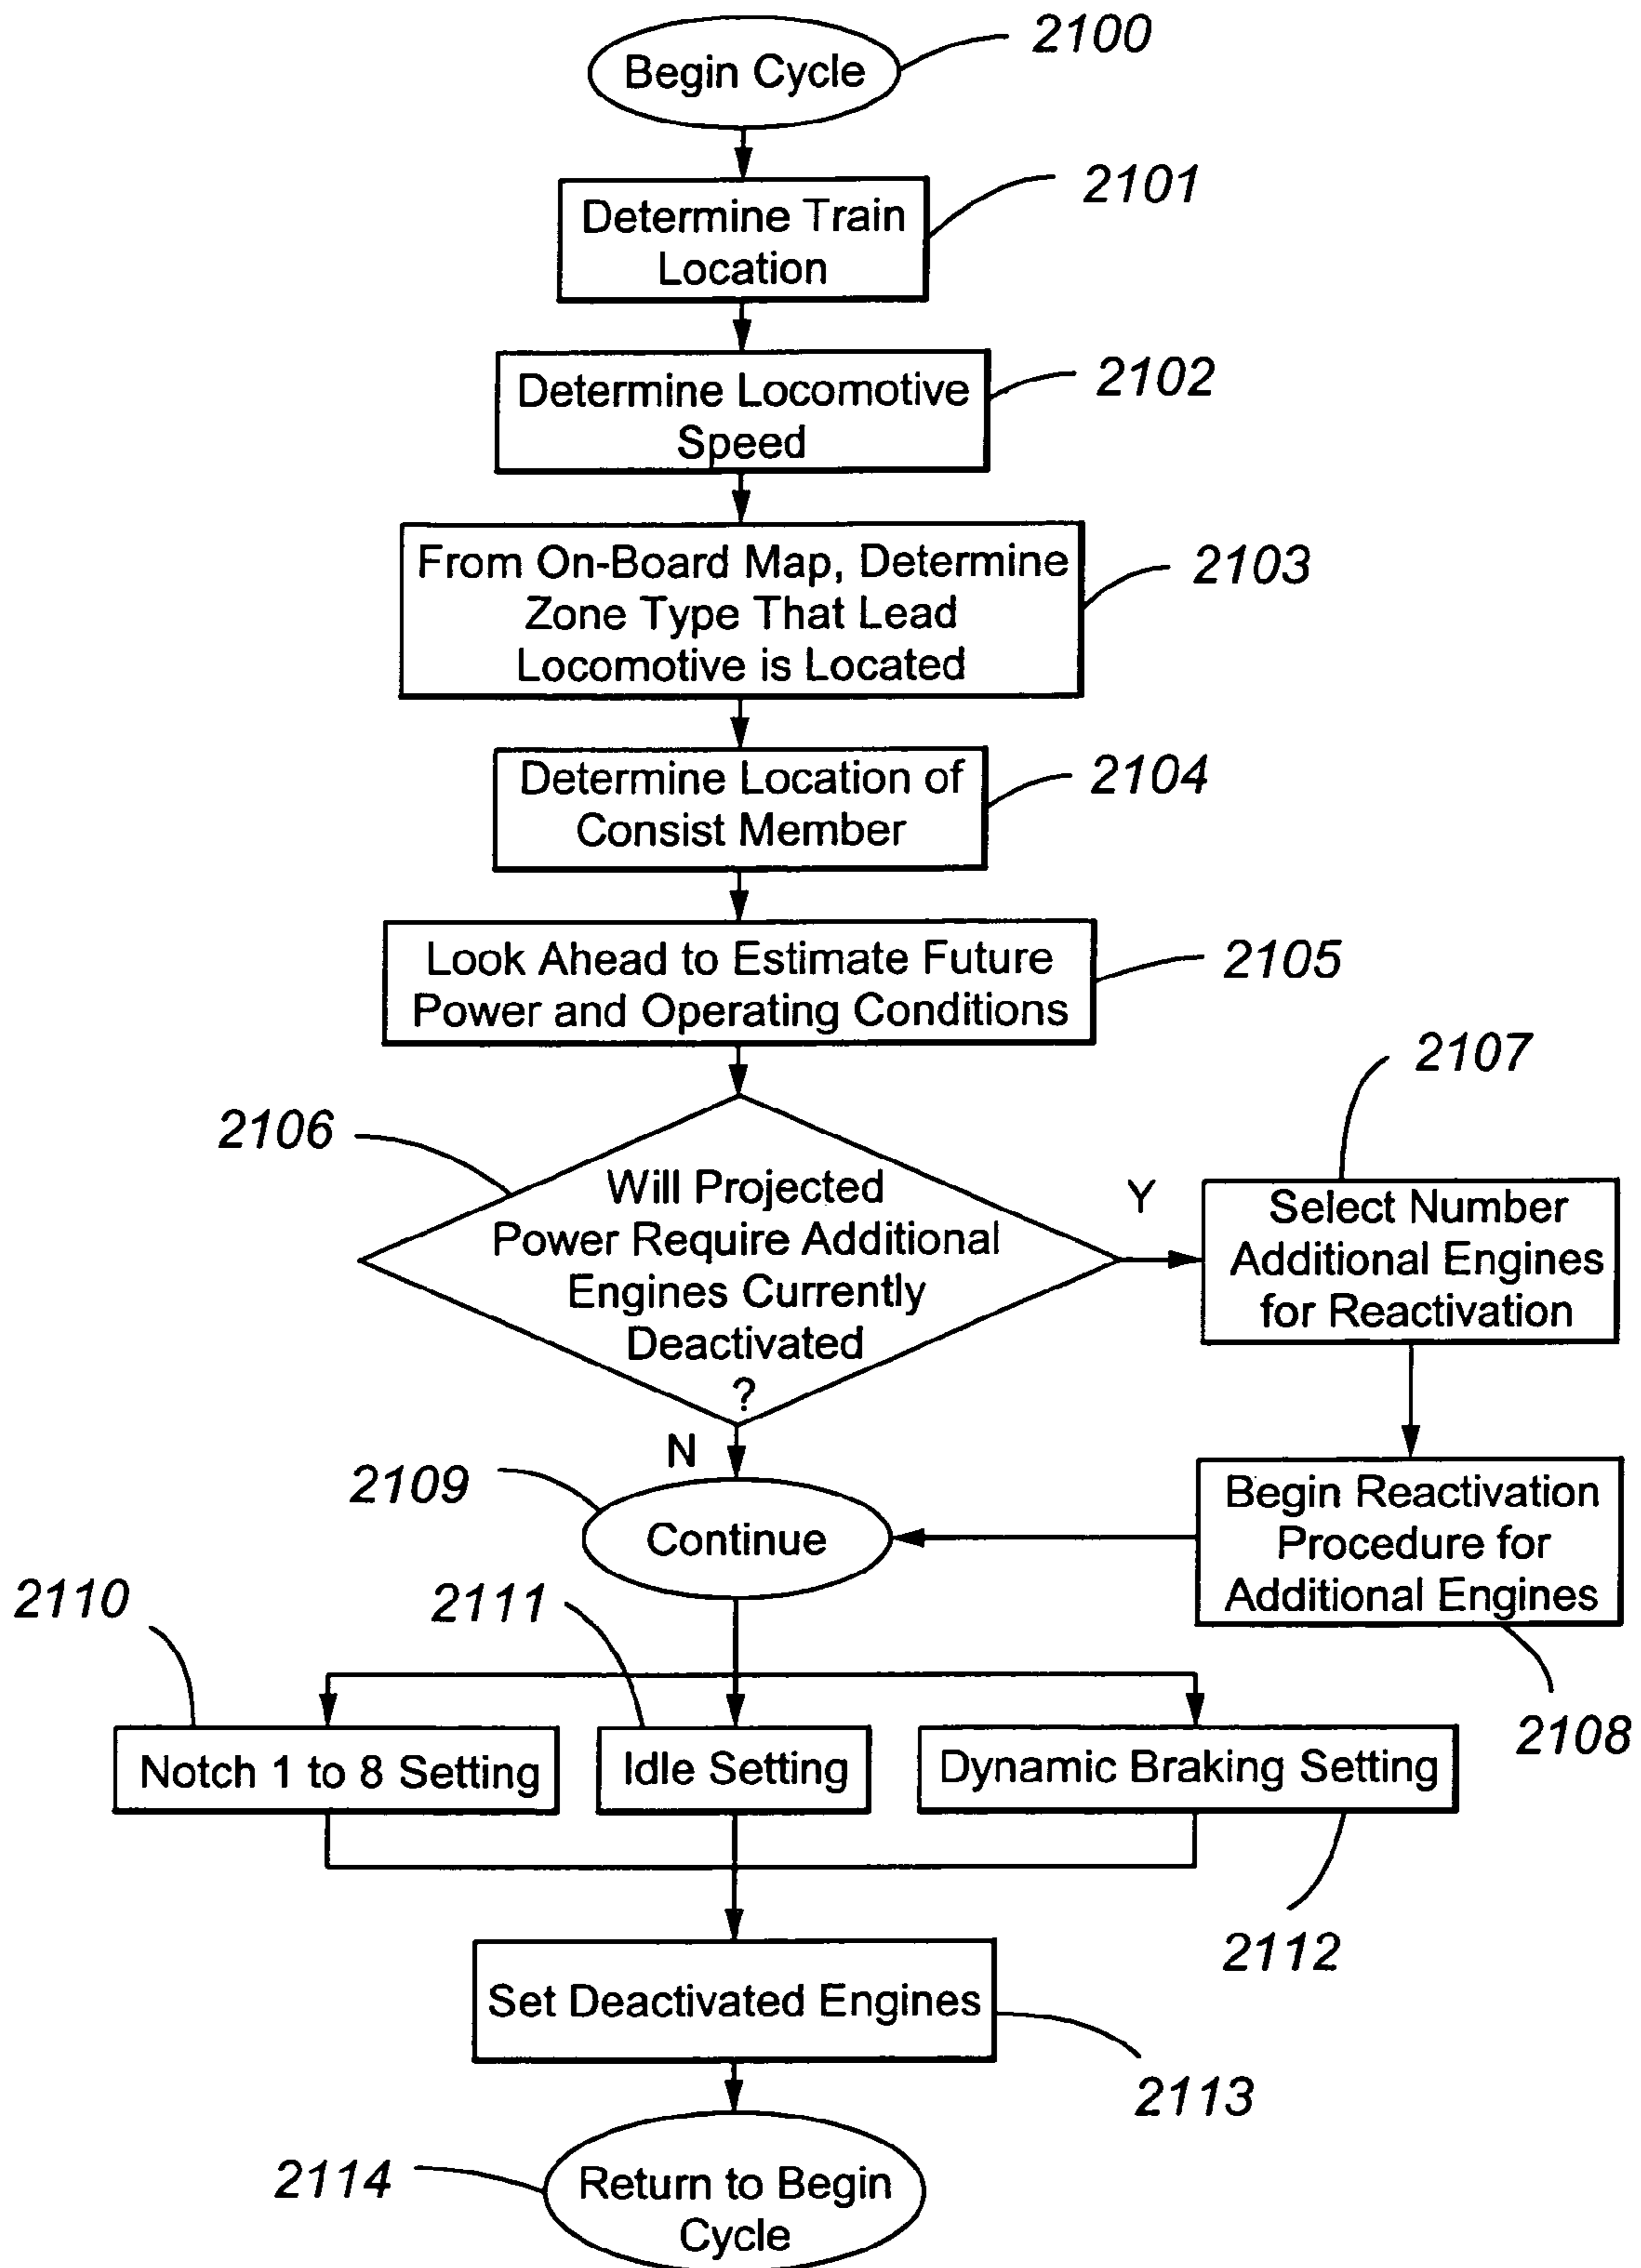 2100
Begin Cycle
2101
Determine Train
Location
2102
Determine Locomotive
Speed
From On-Board Map, Determine
Zone Type That Lead
Locomotive is Located
2103
Determine Location of
Consist Member
2104
Look Ahead to Estimate Future
Power and Operating Conditions
2105
2106
Will Projected
Power Require Additional
Engines Currently
Deactivated
?
Y
N
2107
Select Number
Additional Engines
for Reactivation
Begin Reactivation
Procedure for
Additional Engines
2108
2109
Continue
2110
Notch 1 to 8 Setting
2111
Idle Setting
Dynamic Braking Setting
2112
Set Deactivated Engines
2113
2114
Return to Begin
Cycle